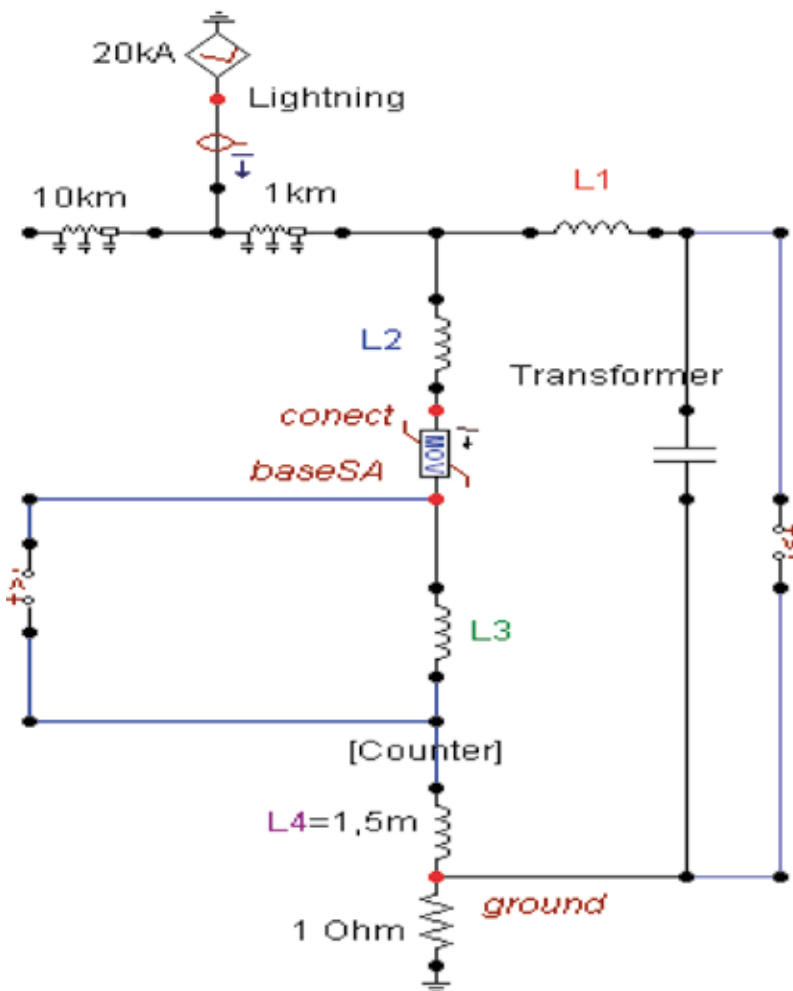 20kA
Lightning
I
10km
1km
L1
L2
Transformer
conect
I
MOV
baseSA
L3
[Counter]
L4=1,5m
ground
1 Ohm